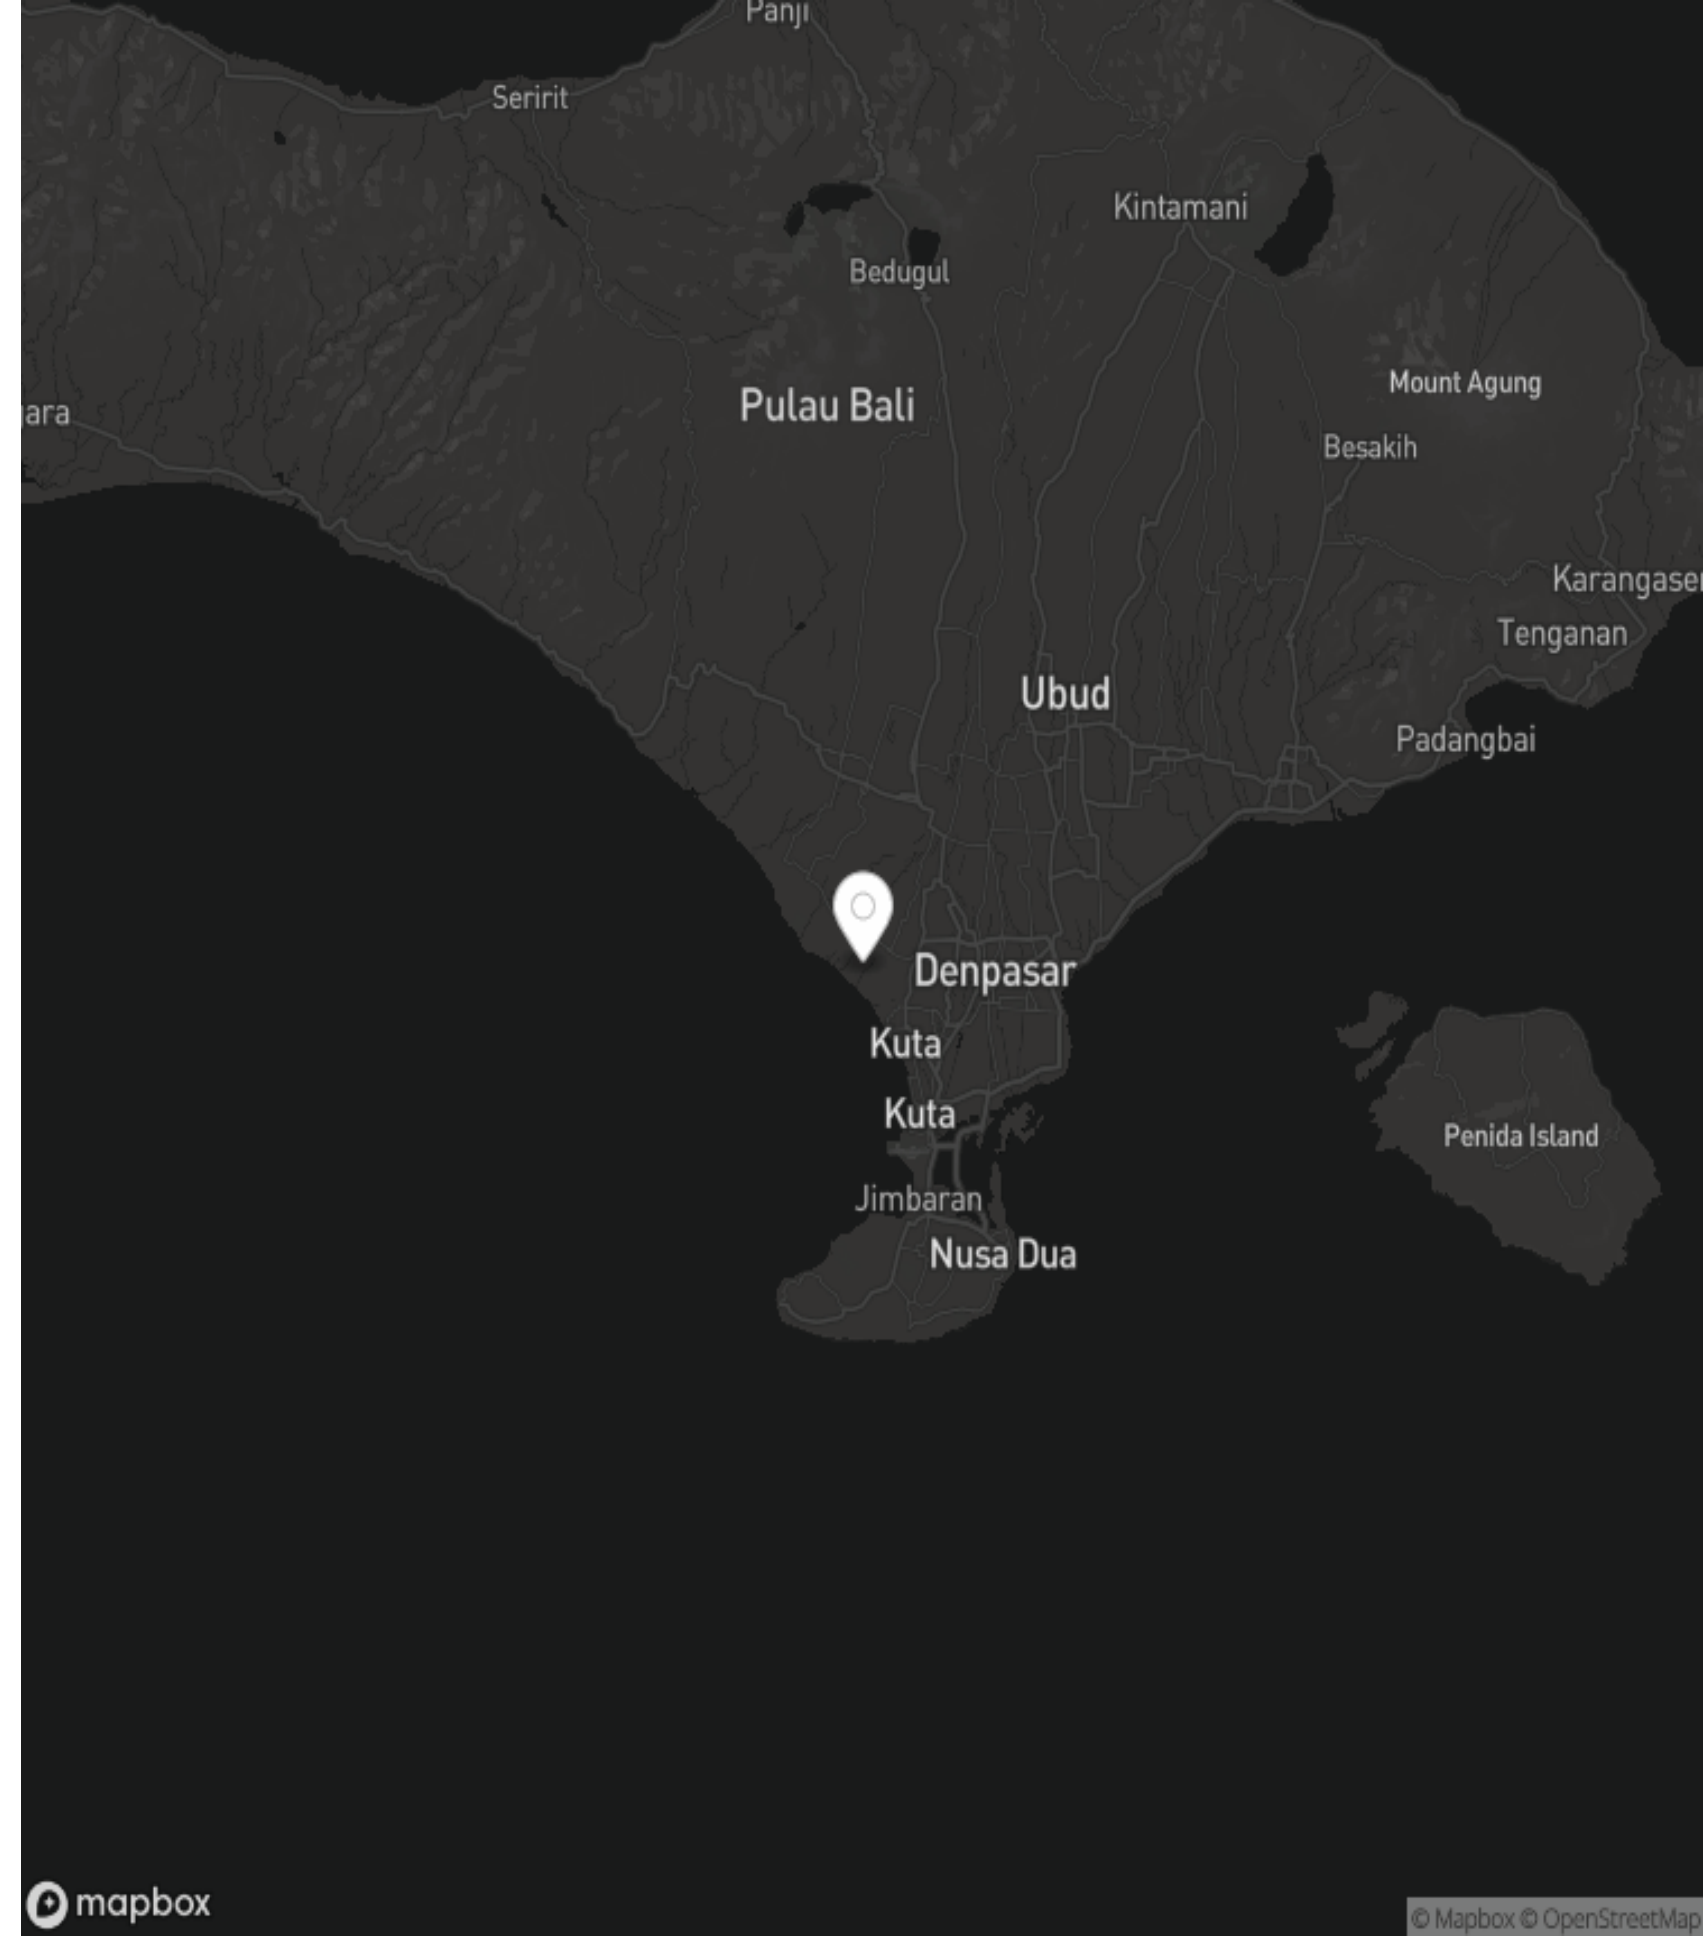 Panji
Seririt
Kintamani
Bedugul
Mount Agung
Pulau Bali
jara
Besakih
Karangasem
Tenganan
Ubud
Padangbai
Denpasar
Kuta
Kuta
Penida Island
Jimbaran
Nusa Dua
mapbox
© Mapbox © OpenStreetMap